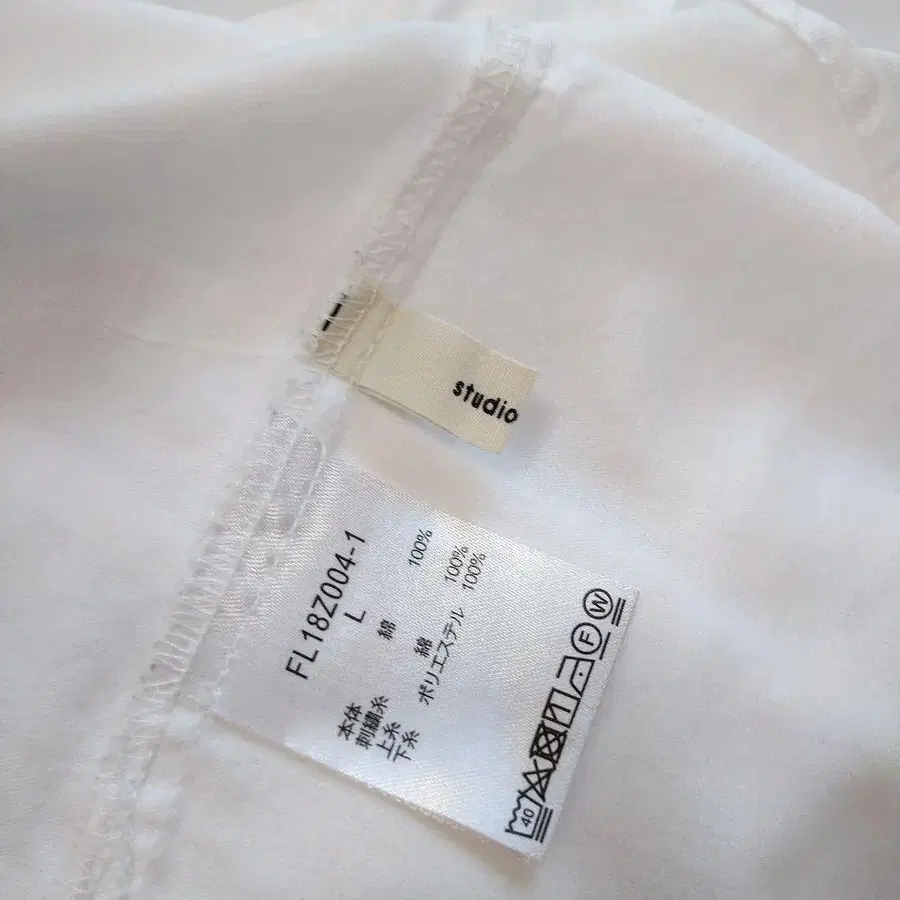 studio
FL18Z004-1
L
本体 綿 100%
刺繍糸
上糸 綿 100%
下糸 ポリエステル 100%
40
F
W